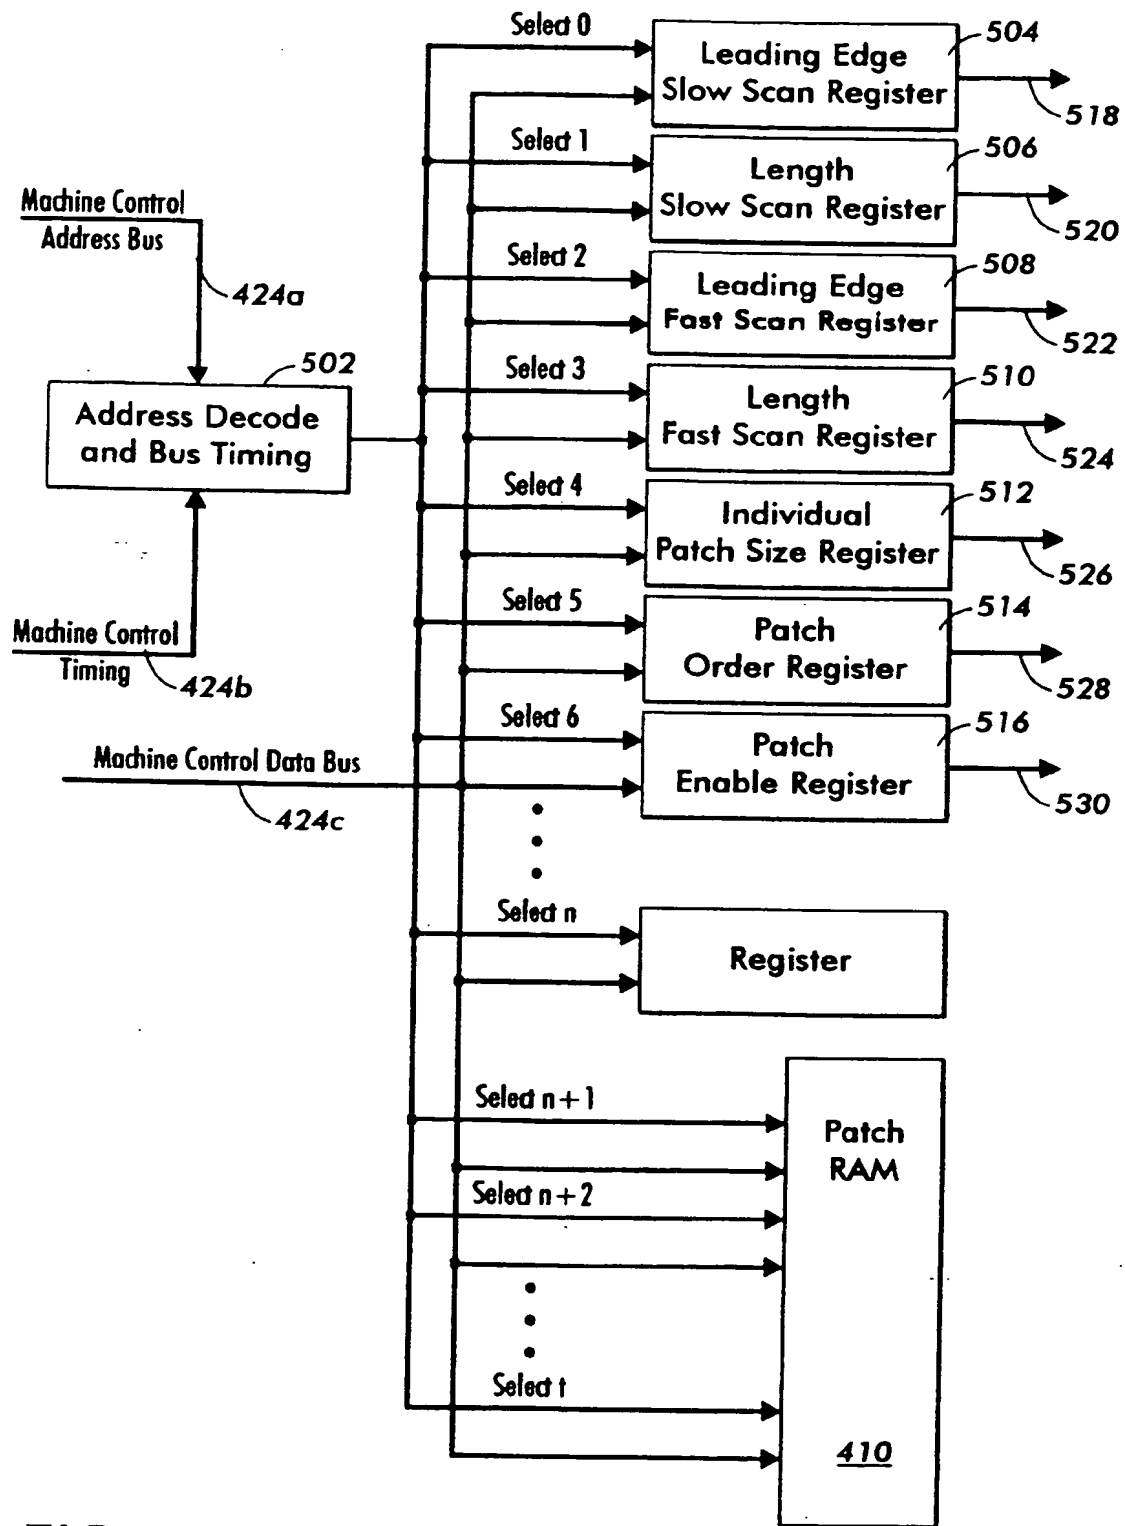 Select 0
Leading Edge
Slow Scan Register
504
518
Select 1
Length
Slow Scan Register
506
520
Machine Control
Address Bus
424a
Select 2
Leading Edge
Fast Scan Register
508
522
502
Address Decode
and Bus Timing
Select 3
Length
Fast Scan Register
510
524
Select 4
Individual
Patch Size Register
512
526
Machine Control
Timing
424b
Select 5
Patch
Order Register
514
528
Select 6
Patch
Enable Register
516
530
Machine Control Data Bus
424c
Select n
Register
Select n+1
Patch
RAM
Select n+2
Select t
410